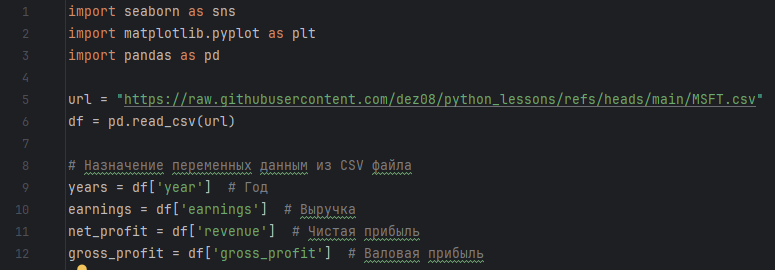 1 import seaborn as sns
2 import matplotlib.pyplot as plt
3 import pandas as pd
4
5 url = "https://raw.githubusercontent.com/dez08/python_lessons/refs/heads/main/MSFT.csv"
6 df = pd.read_csv(url)
7
8 # Назначение переменных данным из CSV файла
9 years = df['year']  # Год
10 earnings = df['earnings']  # Выручка
11 net_profit = df['revenue']  # Чистая прибыль
12 gross_profit = df['gross_profit']  # Валовая прибыль